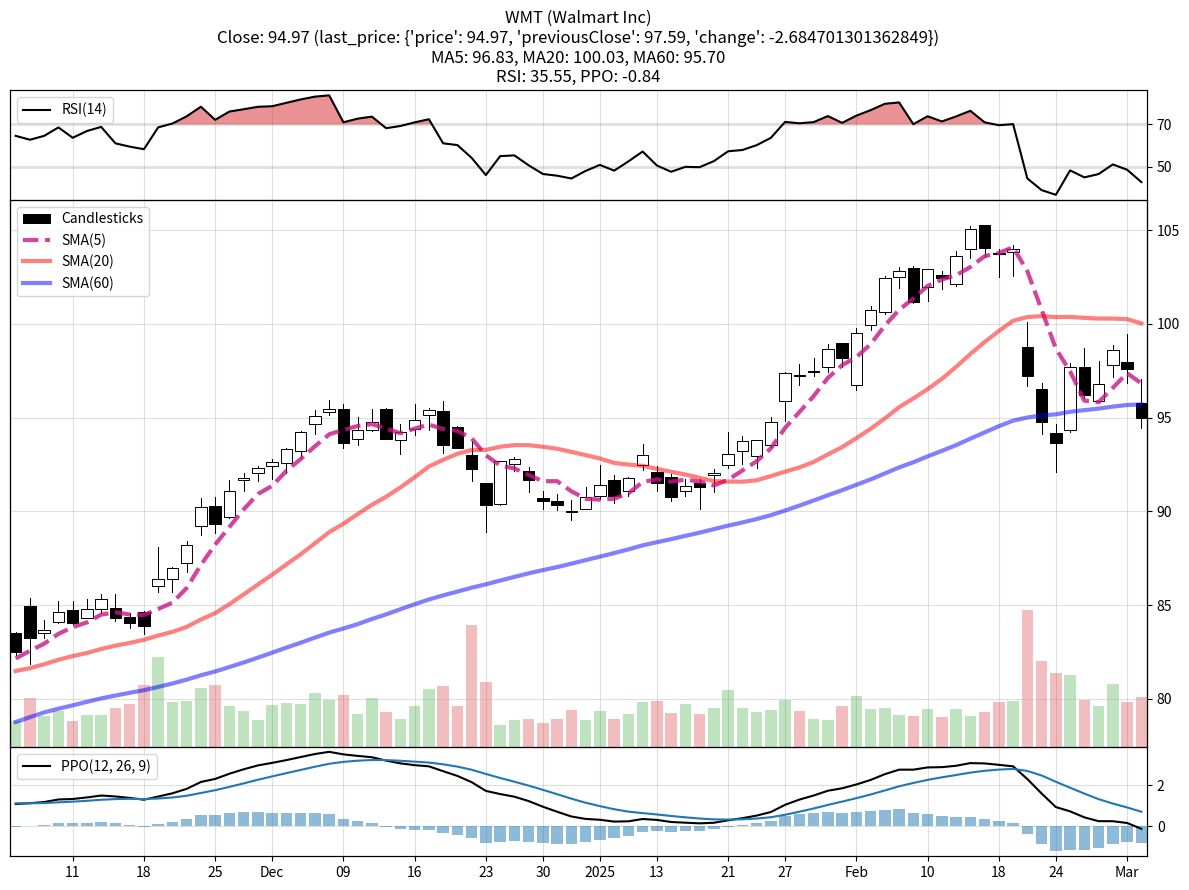 WMT (Walmart Inc)
Close: 94.97 (last_price: {'price': 94.97, 'previousClose': 97.59, 'change': -2.684701301362849})
MA5: 96.83, MA20: 100.03, MA60: 95.70
RSI: 35.55, PPO: -0.84
RSI(14)
70
50
Candlesticks
SMA(5)
SMA(20)
SMA(60)
105
100
95
90
85
80
PPO(12, 26, 9)
2
0
11 18 25 Dec 09 16 23 30 2025 13 21 27 Feb 10 18 24 Mar